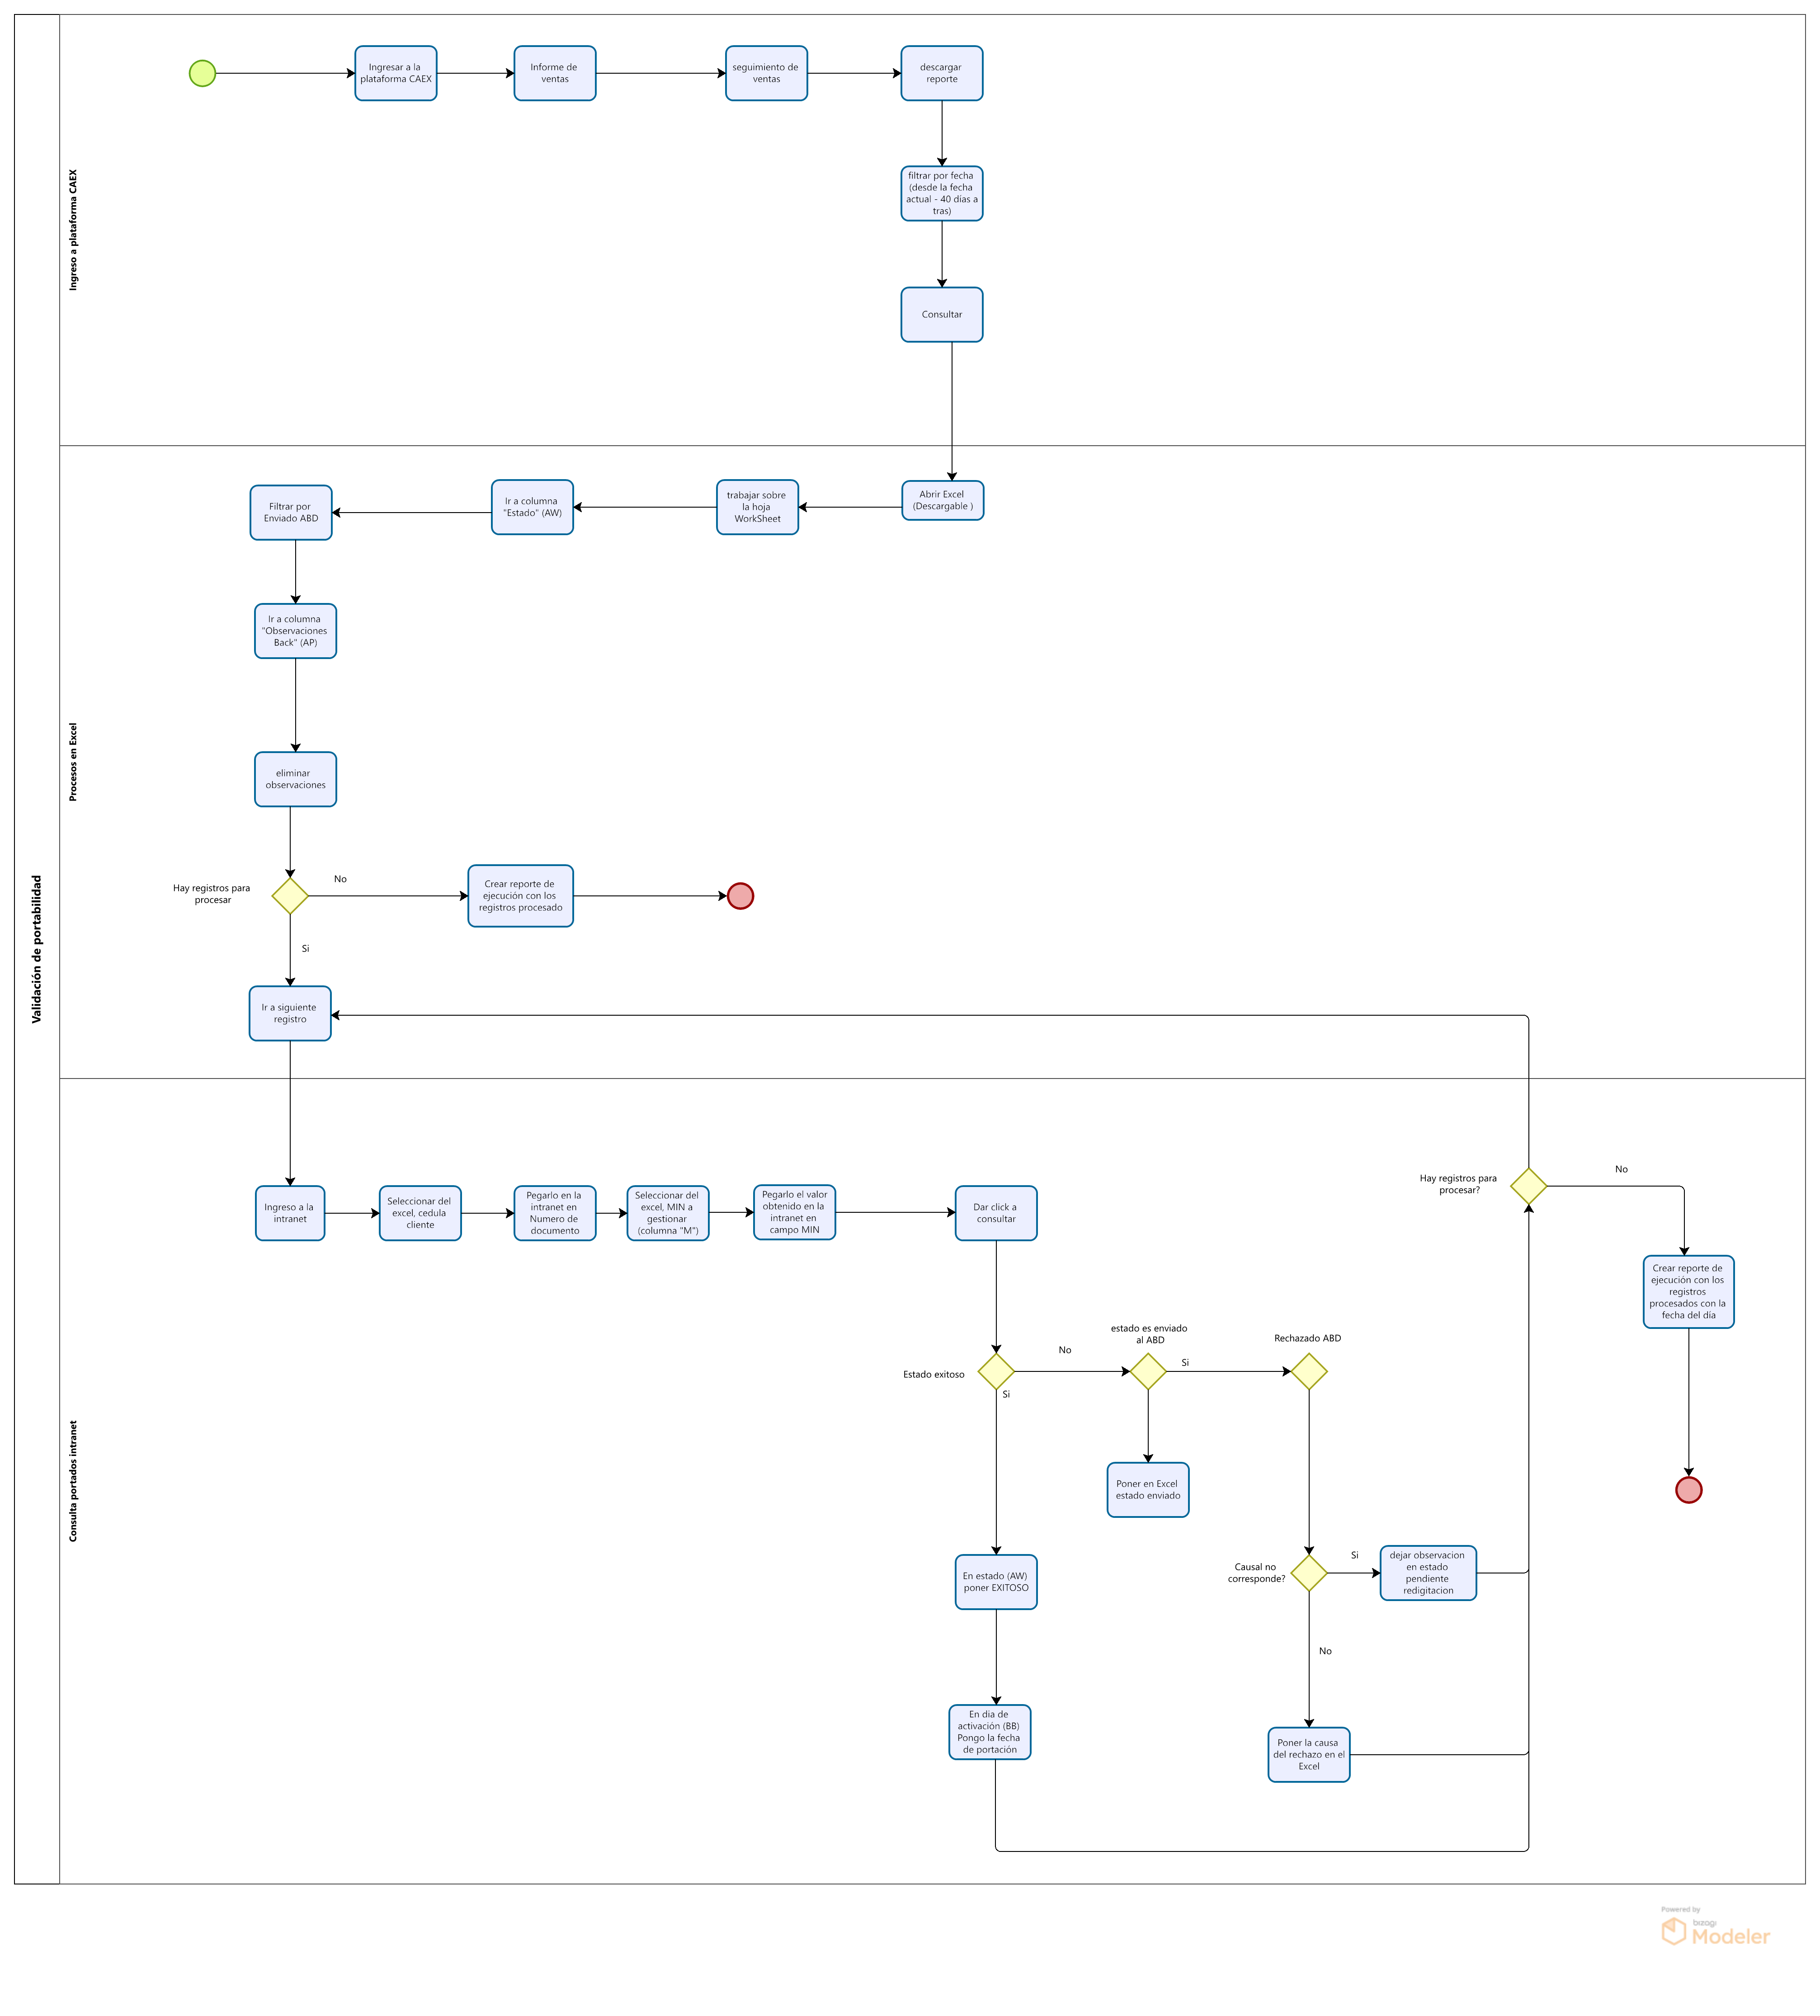 Validación de portabilidad
Ingreso a plataforma CAEX
Ingresar a la
plataforma CAEX
Informe de
ventas
seguimiento de
ventas
descargar
reporte
filtrar por fecha
(desde la fecha
actual - 40 dias a
tras)
Consultar
Procesos en Excel
Abrir Excel
(Descargable )
trabajar sobre
la hoja
WorkSheet
Ir a columna
"Estado" (AW)
Filtrar por
Enviado ABD
Ir a columna
"Observaciones
Back" (AP)
eliminar
observaciones
Hay registros para
procesar
No
Crear reporte de
ejecución con los
registros procesado
Si
Ir a siguiente
registro
Consulta portados intranet
Ingreso a la
intranet
Seleccionar del
excel, cedula
cliente
Pegarlo en la
intranet en
Numero de
documento
Seleccionar del
excel, MIN a
gestionar
(columna "M")
Pegarlo el valor
obtenido en la
intranet en
campo MIN
Dar click a
consultar
Hay registros para
procesar?
No
Crear reporte de
ejecución con los
registros
procesados con la
fecha del día
Estado exitoso
No
Si
estado es enviado
al ABD
Si
Rechazado ABD
Poner en Excel
estado enviado
En estado (AW)
poner EXITOSO
Causal no
corresponde?
Si
dejar observacion
en estado
pendiente
redigitacion
No
En dia de
activación (BB)
Pongo la fecha
de portación
Poner la causa
del rechazo en el
Excel
Powered by
bizagi
Modeler